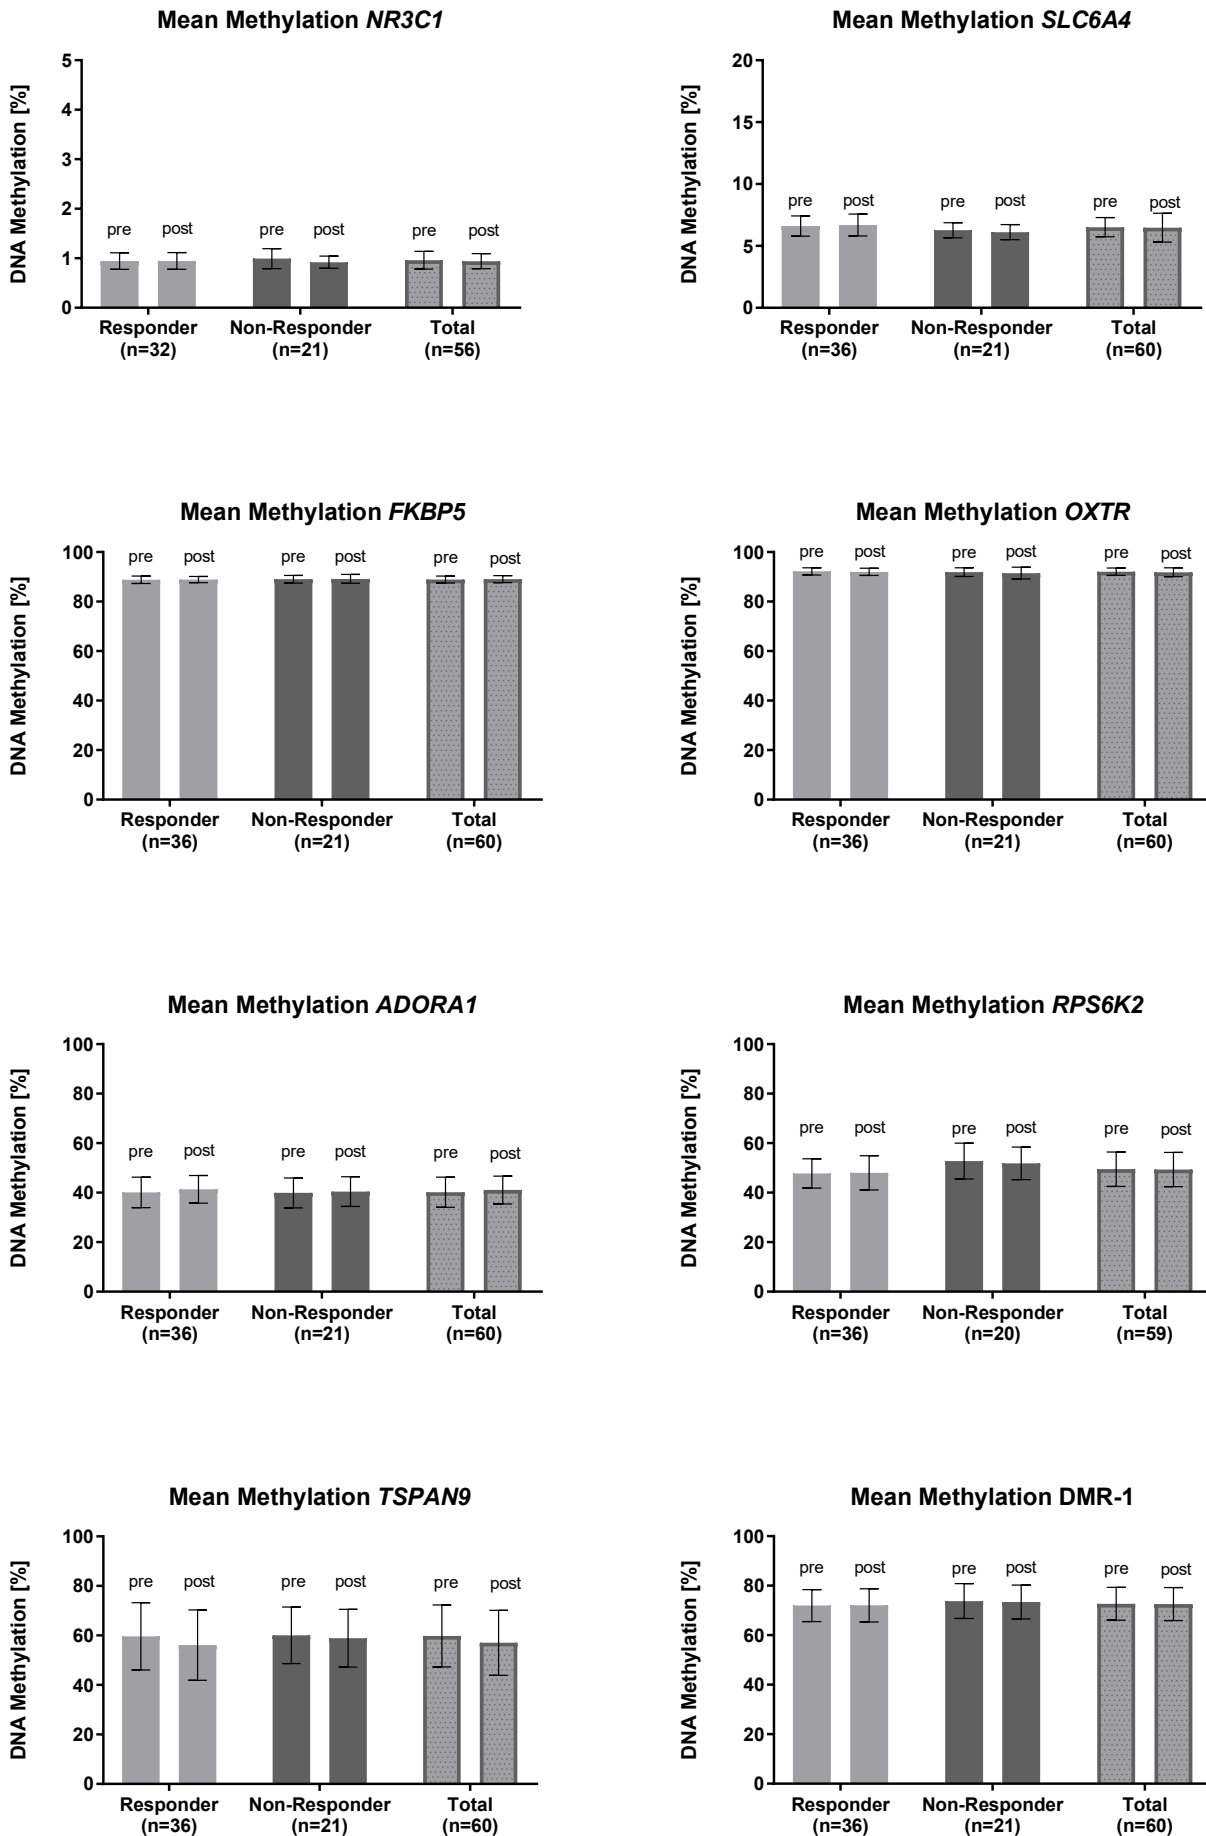 Mean Methylation NR3C1
DNA Methylation [%]
5
4
3
2
1
0
pre
post
pre
post
pre
post
Responder
(n=32)
Non-Responder
(n=21)
Total
(n=56)
Mean Methylation SLC6A4
DNA Methylation [%]
20
15
10
5
0
pre
post
pre
post
pre
post
Responder
(n=36)
Non-Responder
(n=21)
Total
(n=60)
Mean Methylation FKBP5
DNA Methylation [%]
100
80
60
40
20
0
pre
post
pre
post
pre
post
Responder
(n=36)
Non-Responder
(n=21)
Total
(n=60)
Mean Methylation OXTR
DNA Methylation [%]
100
80
60
40
20
0
pre
post
pre
post
pre
post
Responder
(n=36)
Non-Responder
(n=21)
Total
(n=60)
Mean Methylation ADORA1
DNA Methylation [%]
100
80
60
40
20
0
pre
post
pre
post
pre
post
Responder
(n=36)
Non-Responder
(n=21)
Total
(n=60)
Mean Methylation RPS6K2
DNA Methylation [%]
100
80
60
40
20
0
pre
post
pre
post
pre
post
Responder
(n=36)
Non-Responder
(n=20)
Total
(n=59)
Mean Methylation TSPAN9
DNA Methylation [%]
100
80
60
40
20
0
pre
post
pre
post
pre
post
Responder
(n=36)
Non-Responder
(n=21)
Total
(n=60)
Mean Methylation DMR-1
DNA Methylation [%]
100
80
60
40
20
0
pre
post
pre
post
pre
post
Responder
(n=36)
Non-Responder
(n=21)
Total
(n=60)